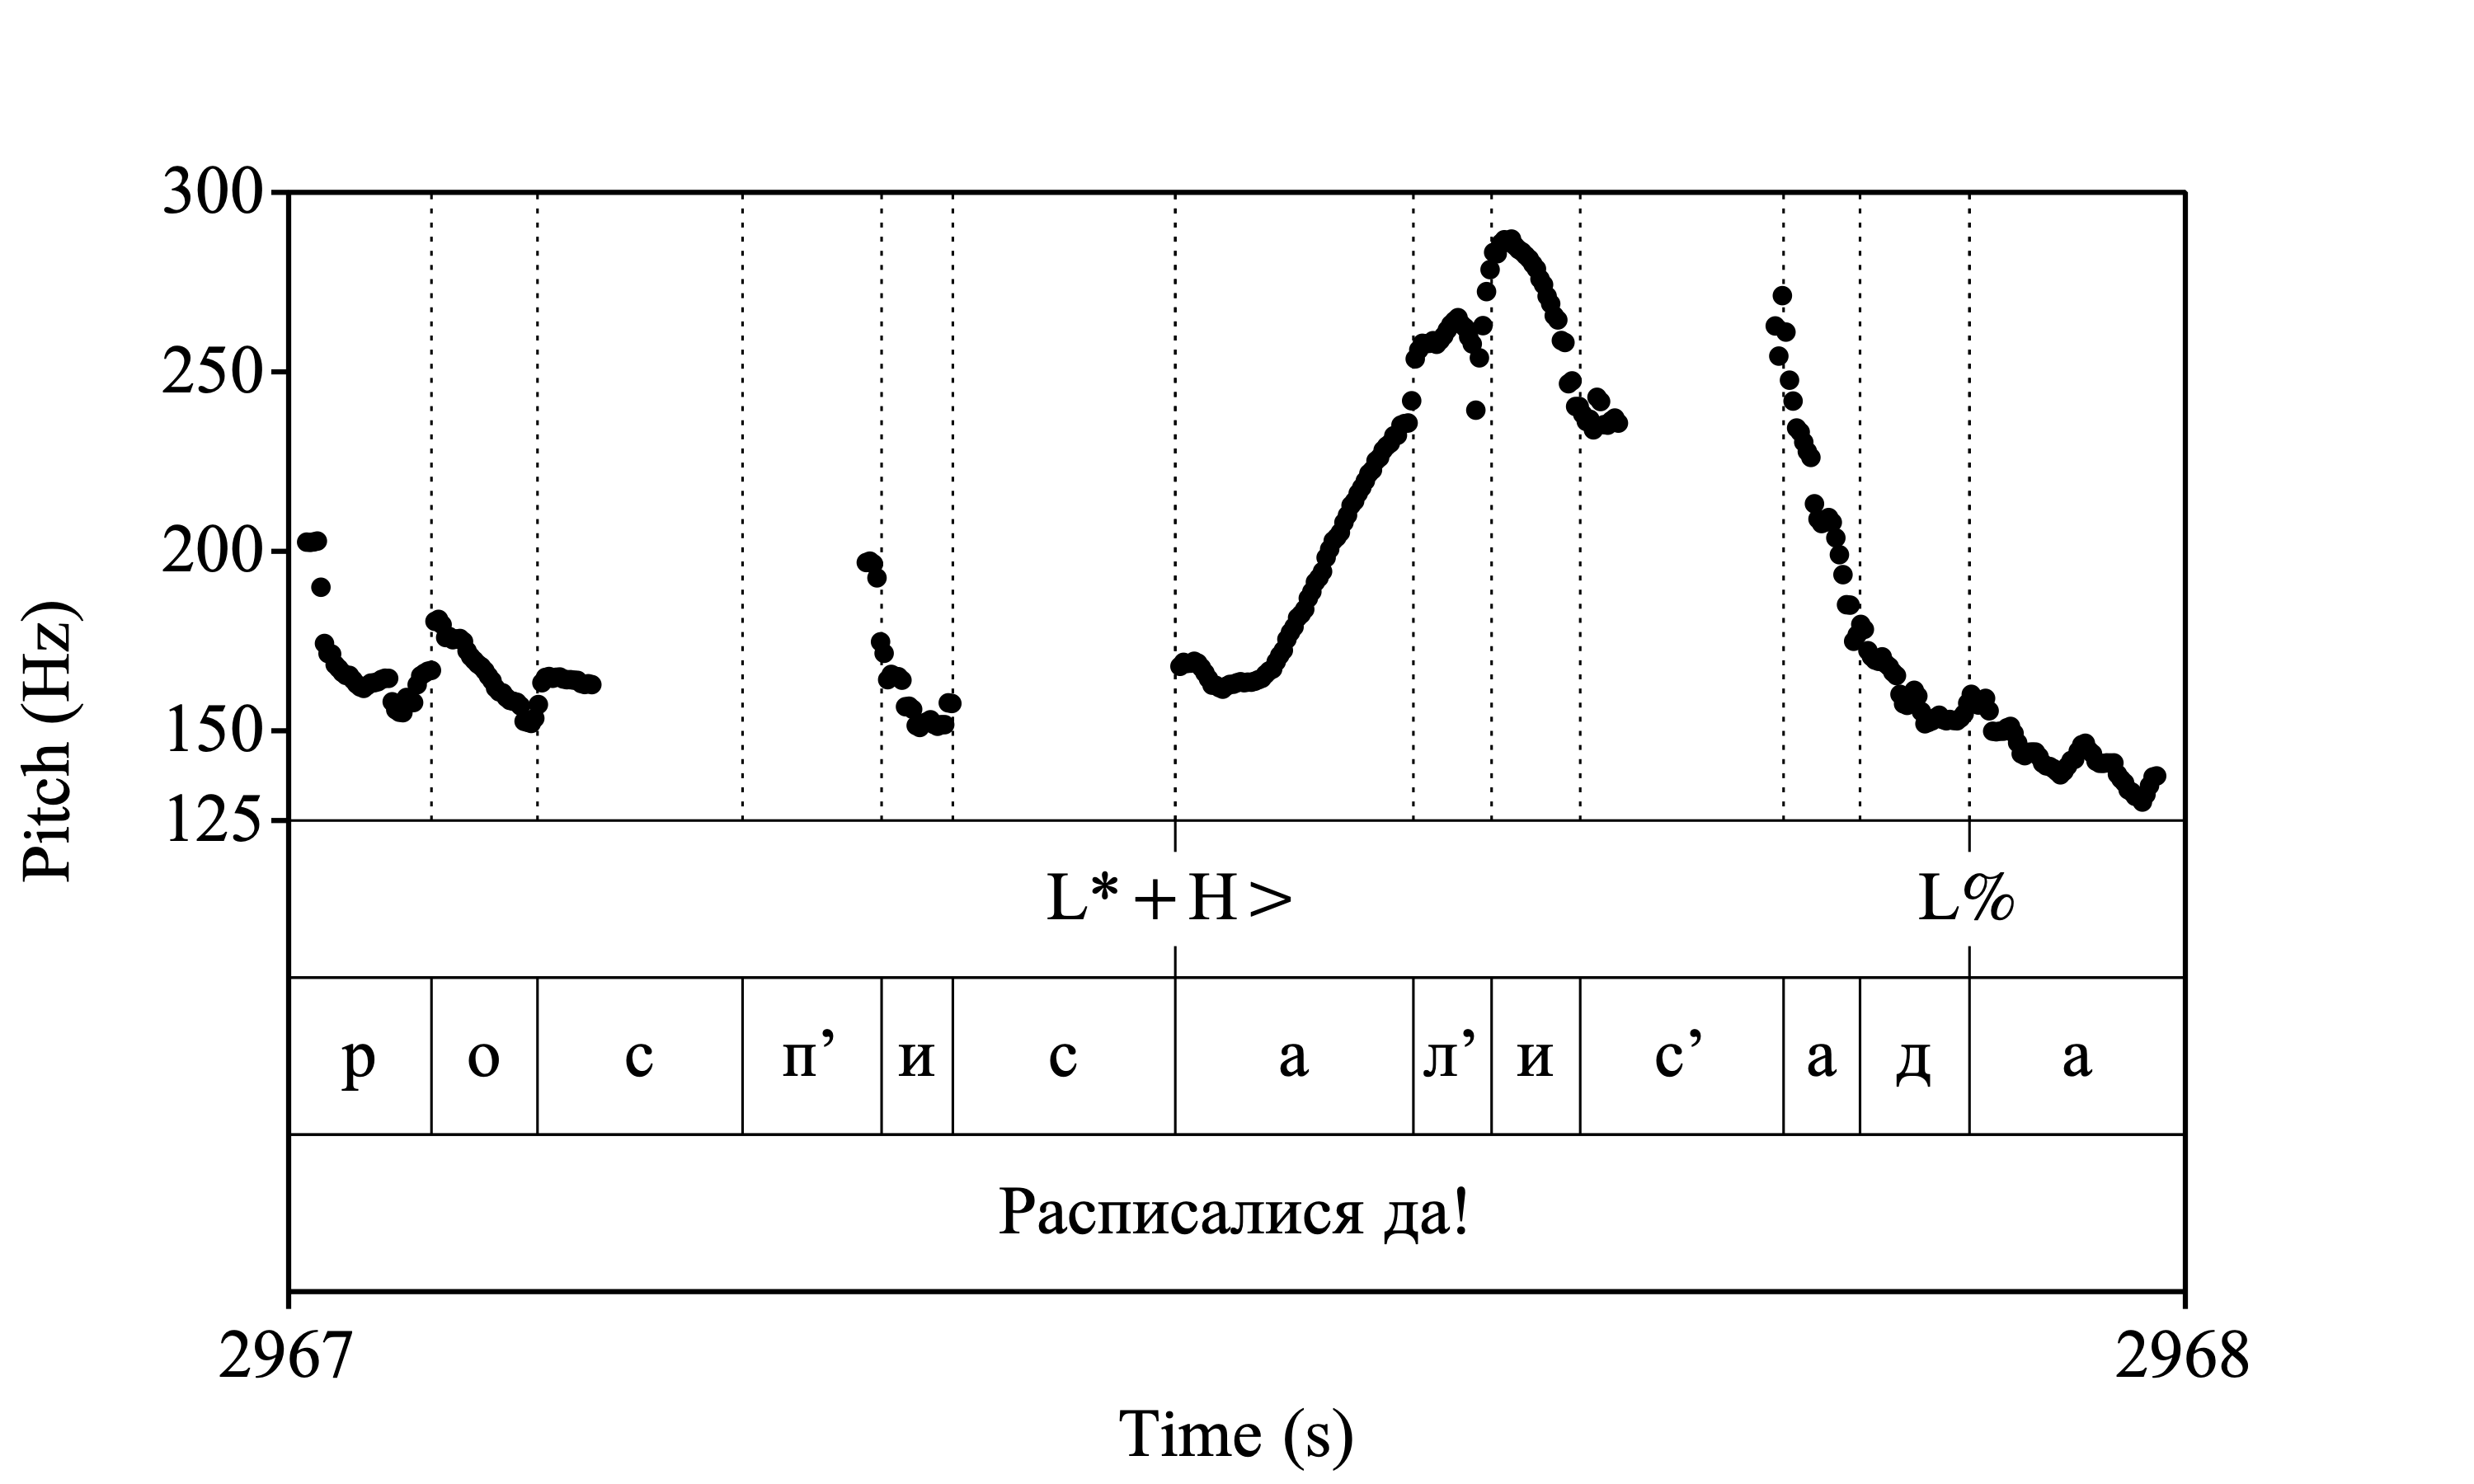 Pitch (Hz)
300
250
200
150
125
L*+H> L%
р о с п’ и с а л’ и с’ а д а
Расписалися да!
2967 2968
Time (s)